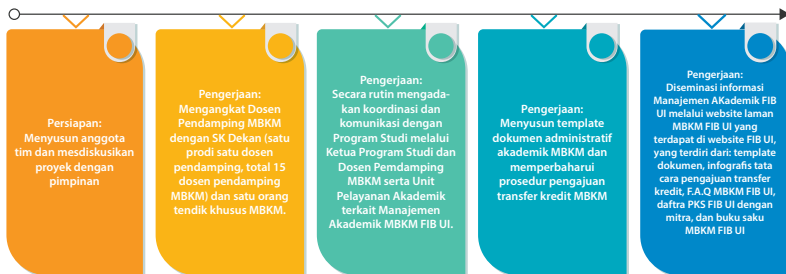 Persiapan:
Menyusun anggota
tim dan mesdiskusikan
proyek dengan
pimpinan
Pengerjaan:
Mengangkat Dosen
Pendamping MBKM
dengan SK Dekan (satu
prodi satu dosen
pendamping, total 15
dosen pendamping
MBKM) dan satu orang
tendik khusus MBKM.
Pengerjaan:
Secara rutin mengada-
kan koordinasi dan
komunikasi dengan
Program Studi melalui
Ketua Program Studi dan
Dosen Pemdamping
MBKM serta Unit
Pelayanan Akademik
terkait Manajemen
Akademik MBKM FIB UI.
Pengerjaan:
Menyusun template
dokumen administratif
akademik MBKM dan
memperbaharui
prosedur pengajuan
transfer kredit MBKM
Pengerjaan:
Diseminasi informasi
Manajemen AKademik FIB
UI melalui website laman
MBKM FIB UI yang
terdapat di website FIB UI,
yang terdiri dari: template
dokumen, infografis tata
cara pengajuan transfer
kredit, F.A.Q MBKM FIB UI,
daftra PKS FIB UI dengan
mitra, dan buku saku
MBKM FIB UI